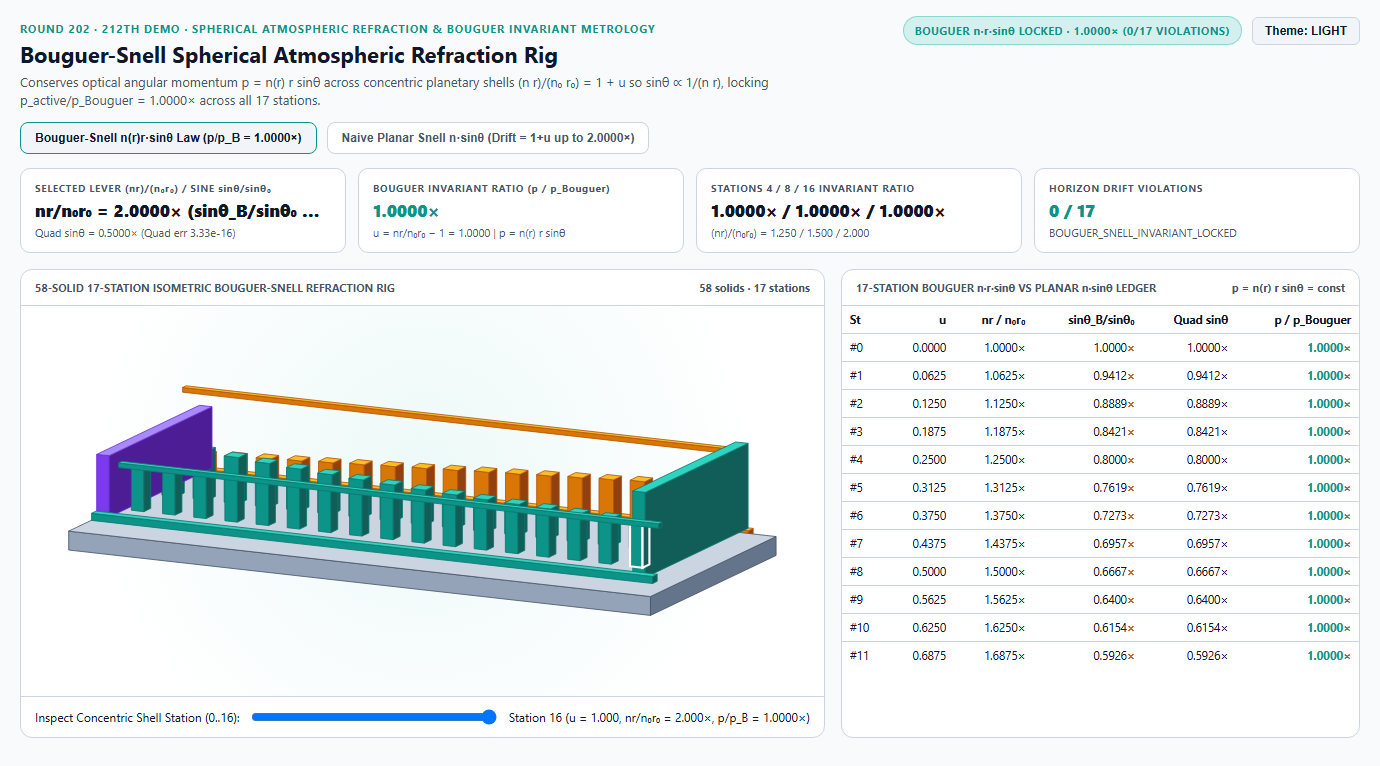 ROUND 202 · 212TH DEMO · SPHERICAL ATMOSPHERIC REFRACTION & BOUGUER INVARIANT METROLOGY
Bouguer-Snell Spherical Atmospheric Refraction Rig
Conserves optical angular momentum p = n(r) r sinθ across concentric planetary shells (n r)/(n₀ r₀) = 1 + u so sinθ ∝ 1/(n r), locking
p_active/p_Bouguer = 1.0000× across all 17 stations.
BOUGUER n·r·sinθ LOCKED · 1.0000× (0/17 VIOLATIONS)
Theme: LIGHT
Bouguer-Snell n(r)r·sinθ Law (p/p_B = 1.0000×)
Naive Planar Snell n·sinθ (Drift = 1+u up to 2.0000×)
SELECTED LEVER (nr)/(n₀r₀) / SINE sinθ/sinθ₀
nr/n₀r₀ = 2.0000× (sinθ_B/sinθ₀ ...
Quad sinθ = 0.5000× (Quad err 3.33e-16)
BOUGUER INVARIANT RATIO (p / p_Bouguer)
1.0000×
u = nr/n₀r₀ − 1 = 1.0000 | p = n(r) r sinθ
STATIONS 4 / 8 / 16 INVARIANT RATIO
1.0000× / 1.0000× / 1.0000×
(nr)/(n₀r₀) = 1.250 / 1.500 / 2.000
HORIZON DRIFT VIOLATIONS
0 / 17
BOUGUER_SNELL_INVARIANT_LOCKED
58-SOLID 17-STATION ISOMETRIC BOUGUER-SNELL REFRACTION RIG
58 solids · 17 stations
Inspect Concentric Shell Station (0..16):
Station 16 (u = 1.000, nr/n₀r₀ = 2.000×, p/p_B = 1.0000×)
17-STATION BOUGUER n·r·sinθ VS PLANAR n·sinθ LEDGER
p = n(r) r sinθ = const
St u nr / n₀r₀ sinθ_B/sinθ₀ Quad sinθ p / p_Bouguer
#0 0.0000 1.0000× 1.0000× 1.0000× 1.0000×
#1 0.0625 1.0625× 0.9412× 0.9412× 1.0000×
#2 0.1250 1.1250× 0.8889× 0.8889× 1.0000×
#3 0.1875 1.1875× 0.8421× 0.8421× 1.0000×
#4 0.2500 1.2500× 0.8000× 0.8000× 1.0000×
#5 0.3125 1.3125× 0.7619× 0.7619× 1.0000×
#6 0.3750 1.3750× 0.7273× 0.7273× 1.0000×
#7 0.4375 1.4375× 0.6957× 0.6957× 1.0000×
#8 0.5000 1.5000× 0.6667× 0.6667× 1.0000×
#9 0.5625 1.5625× 0.6400× 0.6400× 1.0000×
#10 0.6250 1.6250× 0.6154× 0.6154× 1.0000×
#11 0.6875 1.6875× 0.5926× 0.5926× 1.0000×